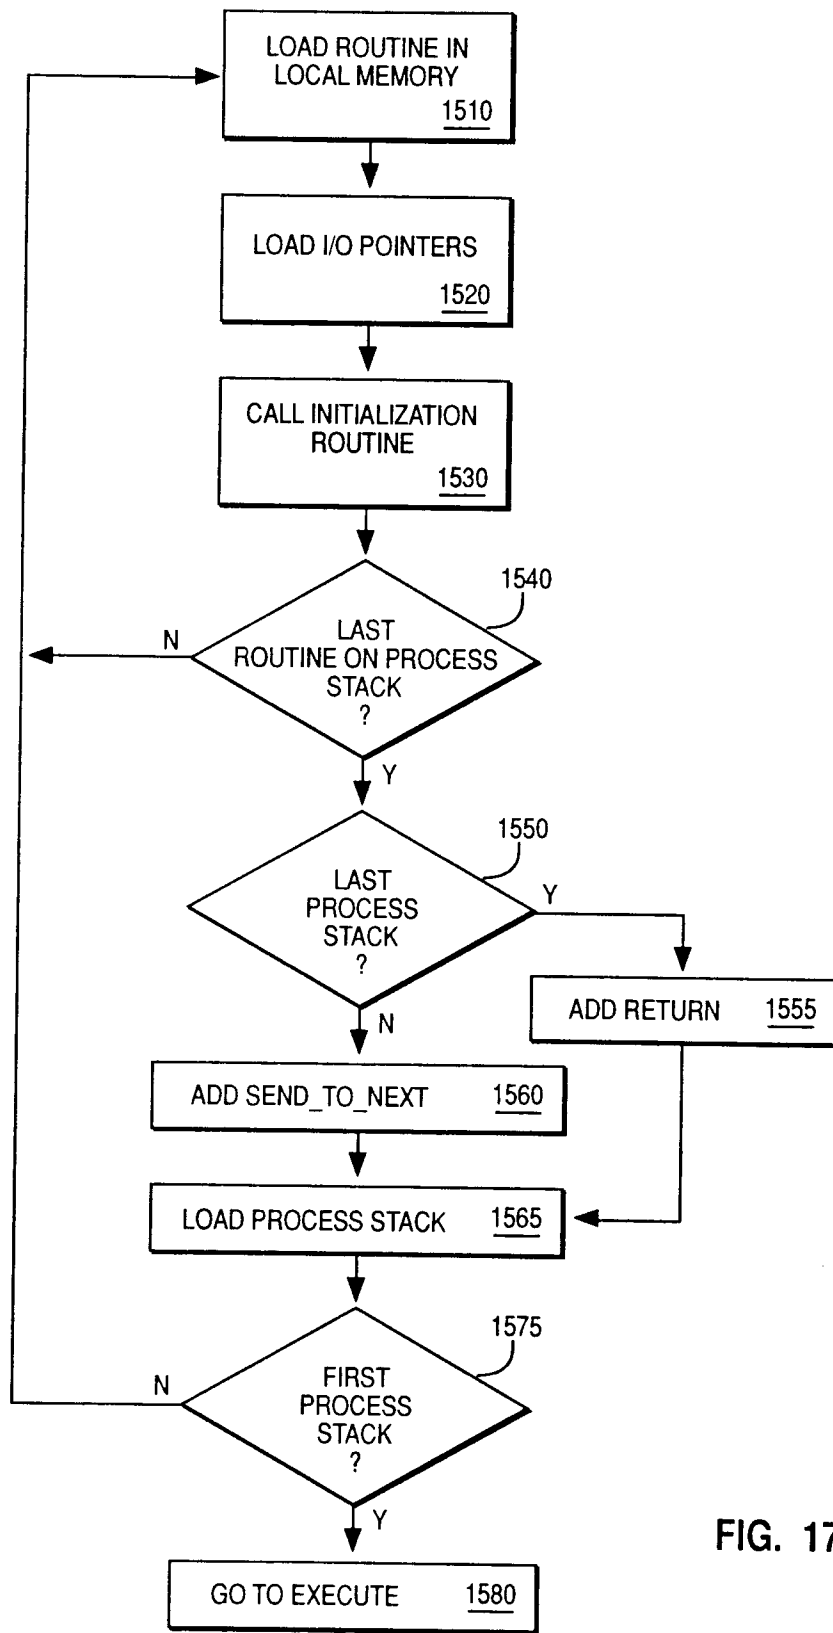 LOAD ROUTINE IN
LOCAL MEMORY
1510
LOAD I/O POINTERS
1520
CALL INITIALIZATION
ROUTINE
1530
1540
N
LAST
ROUTINE ON PROCESS
STACK
?
Y
1550
LAST
PROCESS
STACK
?
Y
N
ADD RETURN 1555
ADD SEND_TO_NEXT 1560
LOAD PROCESS STACK 1565
1575
N
FIRST
PROCESS
STACK
?
Y
FIG. 17
GO TO EXECUTE 1580